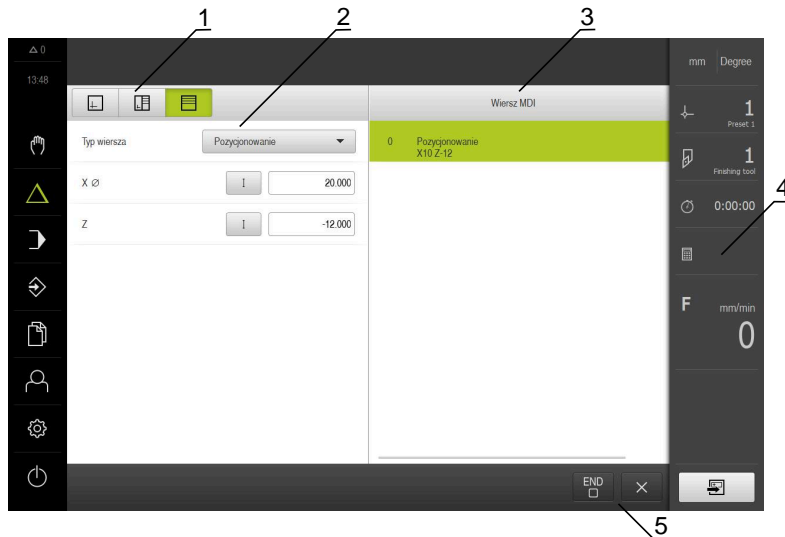 1
2
3
0
13:48
mm
Degree
Wiersz MDI
1
Preset 1
Typ wiersza
Pozycjonowanie
0
Pozycjonowanie
X10 Z-12
1
Finishing tool
X Ø
I
20.000
4
0:00:00
Z
I
-12.000
F
mm/min
0
END
5